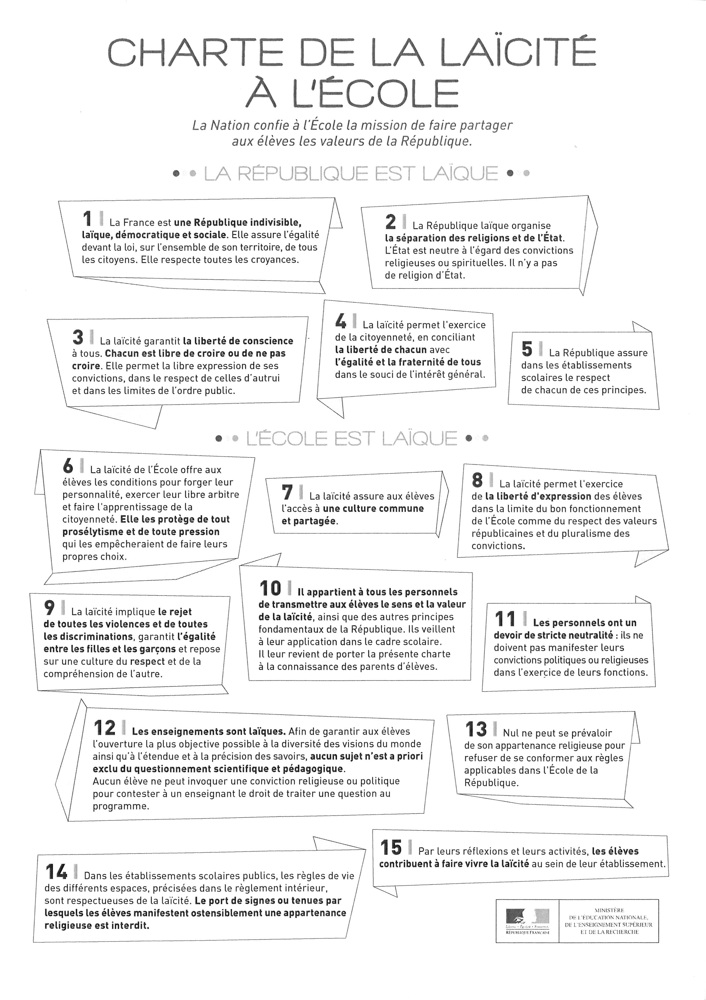 CHARTE DE LA LAÏCITÉ
À L'ÉCOLE
La Nation confie à l'École la mission de faire partager
aux élèves les valeurs de la République.
LA RÉPUBLIQUE EST LAÏQUE
1 | La France est une République indivisible,
laïque, démocratique et sociale. Elle assure l'égalité
devant la loi, sur l'ensemble de son territoire, de tous
les citoyens. Elle respecte toutes les croyances.
2 | La République laïque organise
la séparation des religions et de l'État.
L'État est neutre à l'égard des convictions
religieuses ou spirituelles. Il n'y a pas
de religion d'État.
3 | La laïcité garantit la liberté de conscience
à tous. Chacun est libre de croire ou de ne pas
croire. Elle permet la libre expression de ses
convictions, dans le respect de celles d'autrui
et dans les limites de l'ordre public.
4 | La laïcité permet l'exercice
de la citoyenneté, en conciliant
la liberté de chacun avec
l'égalité et la fraternité de tous
dans le souci de l'intérêt général.
5 | La République assure
dans les établissements
scolaires le respect
de chacun de ces principes.
L'ÉCOLE EST LAÏQUE
6 | La laïcité de l'École offre aux
élèves les conditions pour forger leur
personnalité, exercer leur libre arbitre
et faire l'apprentissage de la
citoyenneté. Elle les protège de tout
prosélytisme et de toute pression
qui les empêcheraient de faire leurs
propres choix.
7 | La laïcité assure aux élèves
l'accès à une culture commune
et partagée.
8 | La laïcité permet l'exercice
de la liberté d'expression des élèves
dans la limite du bon fonctionnement
de l'École comme du respect des valeurs
républicaines et du pluralisme des
convictions.
9 | La laïcité implique le rejet
de toutes les violences et de toutes
les discriminations, garantit l'égalité
entre les filles et les garçons et repose
sur une culture du respect et de la
compréhension de l'autre.
10 | Il appartient à tous les personnels
de transmettre aux élèves le sens et la valeur
de la laïcité, ainsi que des autres principes
fondamentaux de la République. Ils veillent
à leur application dans le cadre scolaire.
Il leur revient de porter la présente charte
à la connaissance des parents d'élèves.
11 | Les personnels ont un
devoir de stricte neutralité : ils ne
doivent pas manifester leurs
convictions politiques ou religieuses
dans l'exercice de leurs fonctions.
12 | Les enseignements sont laïques. Afin de garantir aux élèves
l'ouverture la plus objective possible à la diversité des visions du monde
ainsi qu'à l'étendue et à la précision des savoirs, aucun sujet n'est a priori
exclu du questionnement scientifique et pédagogique.
Aucun élève ne peut invoquer une conviction religieuse ou politique
pour contester à un enseignant le droit de traiter une question au
programme.
13 | Nul ne peut se prévaloir
de son appartenance religieuse pour
refuser de se conformer aux règles
applicables dans l'École de la
République.
14 | Dans les établissements scolaires publics, les règles de vie
des différents espaces, précisées dans le règlement intérieur,
sont respectueuses de la laïcité. Le port de signes ou tenues par
lesquels les élèves manifestent ostensiblement une appartenance
religieuse est interdit.
15 | Par leurs réflexions et leurs activités, les élèves
contribuent à faire vivre la laïcité au sein de leur établissement.
Liberté • Égalité • Fraternité
RÉPUBLIQUE FRANÇAISE
MINISTÈRE
DE L'ÉDUCATION NATIONALE,
DE L'ENSEIGNEMENT SUPÉRIEUR
ET DE LA RECHERCHE